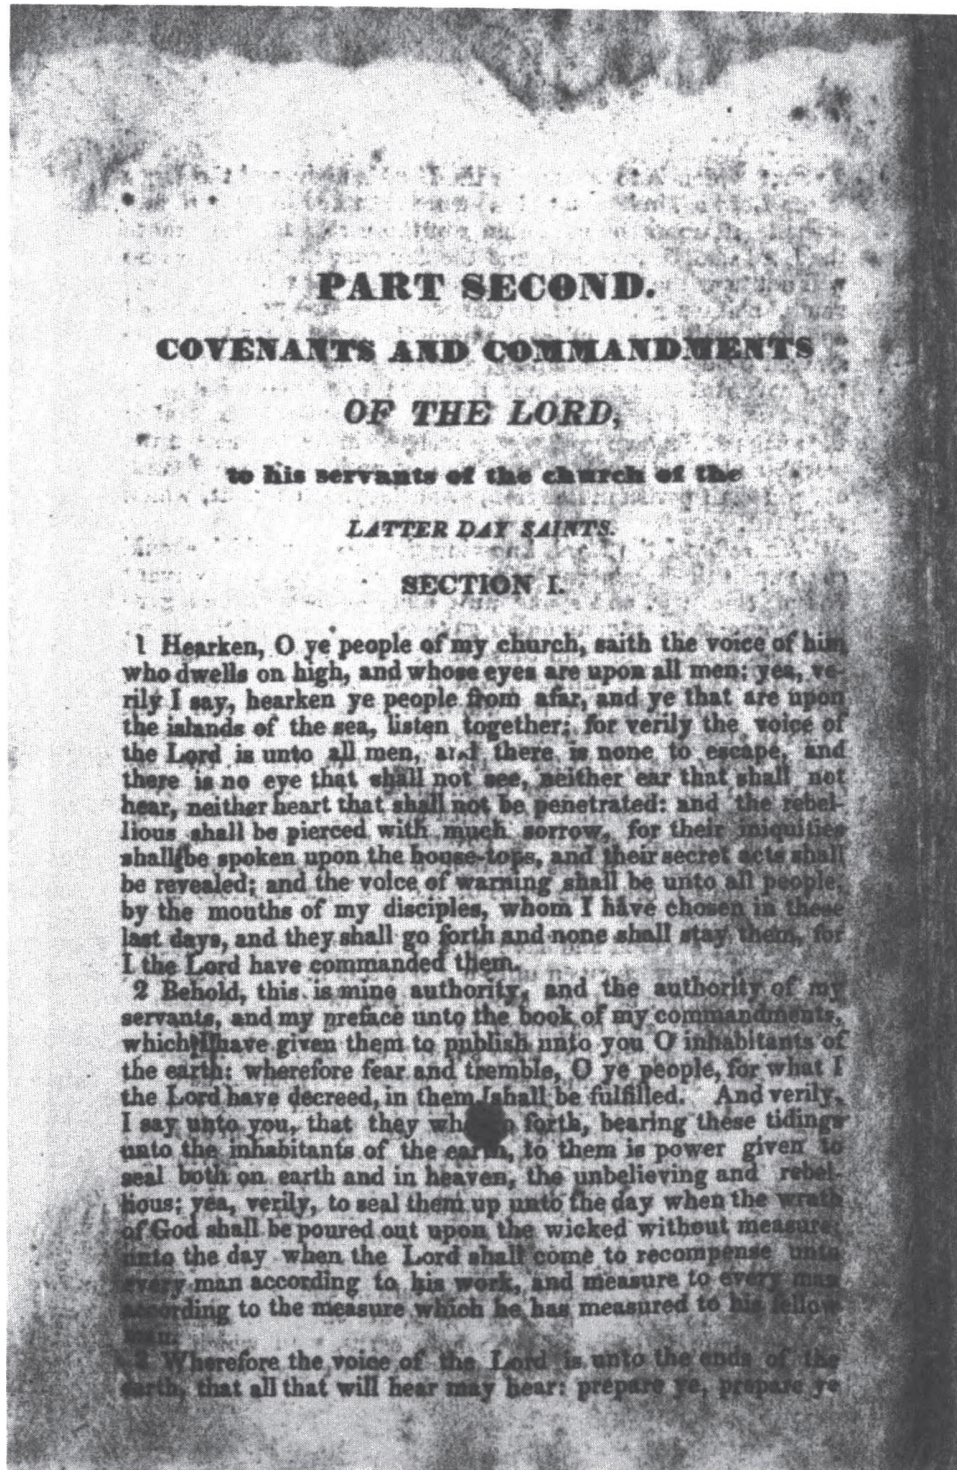 PART SECOND.
COVENANTS AND COMMANDMENTS
OF THE LORD,
to his servants of the church of the
LATTER DAY SAINTS.
SECTION I.
1 Hearken, O ye people of my church, saith the voice of him
who dwells on high, and whose eyes are upon all men; yea, ve-
rily I say, hearken ye people from afar, and ye that are upon
the islands of the sea, listen together; for verily the voice of
the Lord is unto all men, and there is none to escape, and
there is no eye that shall not see, neither ear that shall not
hear, neither heart that shall not be penetrated: and the rebel-
lious shall be pierced with much sorrow, for their iniquities
shall be spoken upon the house-tops, and their secret acts shall
be revealed; and the voice of warning shall be unto all people,
by the mouths of my disciples, whom I have chosen in these
last days, and they shall go forth and none shall stay them, for
I the Lord have commanded them.
2 Behold, this is mine authority, and the authority of my
servants, and my preface unto the book of my commandments,
which I have given them to publish unto you O inhabitants of
the earth: wherefore fear and tremble, O ye people, for what I
the Lord have decreed, in them, shall be fulfilled. And verily,
I say unto you, that they forth, bearing these tidings
unto the inhabitants of the earth, to them is power given to
seal both on earth and in heaven, the unbelieving and rebel-
lious; yea, verily, to seal them up unto the day when the wrath
of God shall be poured out upon the wicked without measure;
unto the day when the Lord shall come to recompense unto
every man according to his work, and measure to every man
according to the measure which he has measured to his fellow
man.
3 Wherefore the voice of the Lord is unto the ends of the
earth, that all that will hear may hear: prepare ye, prepare ye